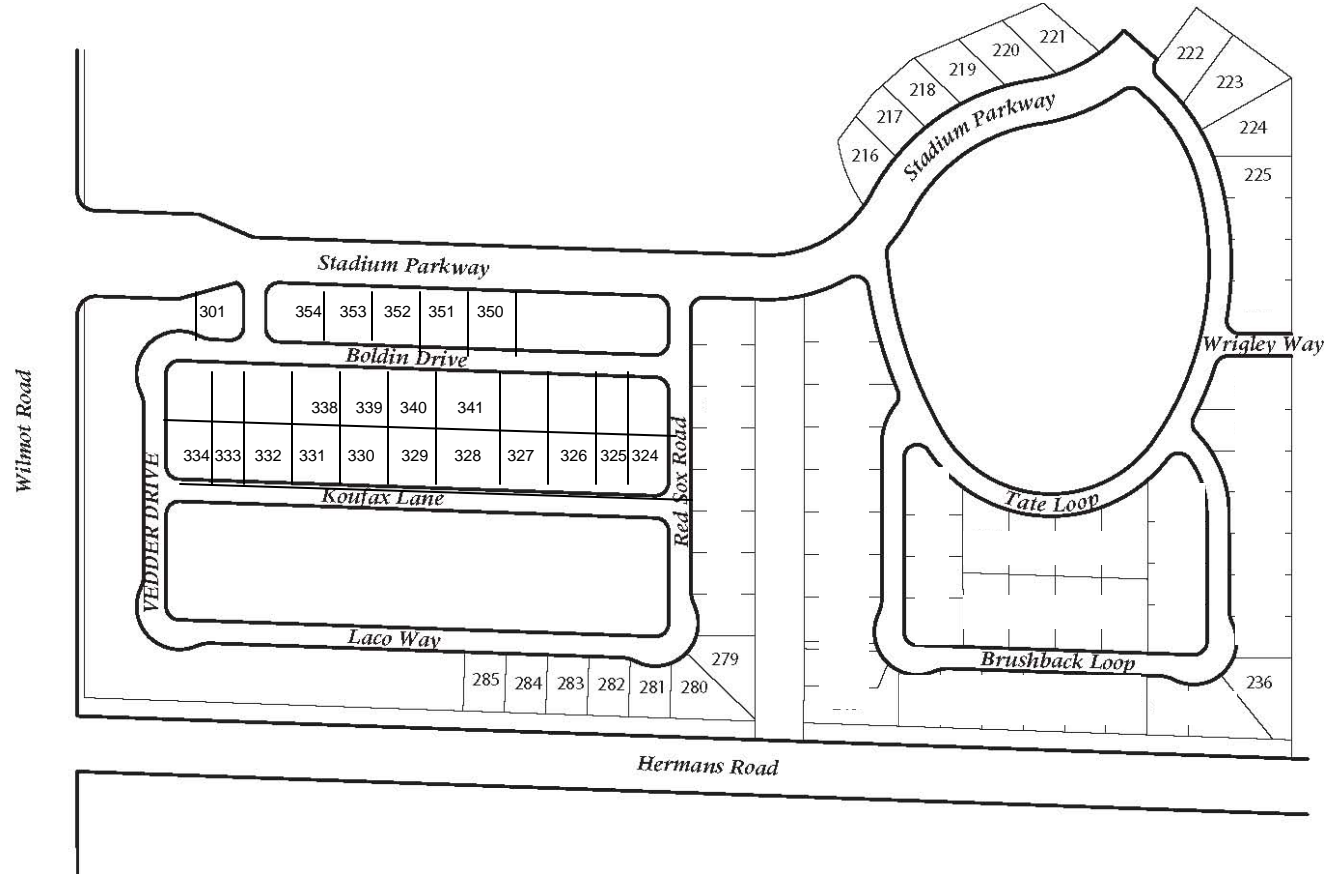 221
220
222
219
223
218
217
224
216
225
Stadium Parkway
Stadium Parkway
301
354 353 352 351 350
Wrigley Way
Boldin Drive
Wilmot Road
338 339 340 341
334 333 332 331 330 329 328 327 326 325 324
Koufax Lane
Red Sox Road
VEDDER DRIVE
Tate Loop
Laco Way
Brushback Loop
279
285 284 283 282 281 280
236
Hermans Road